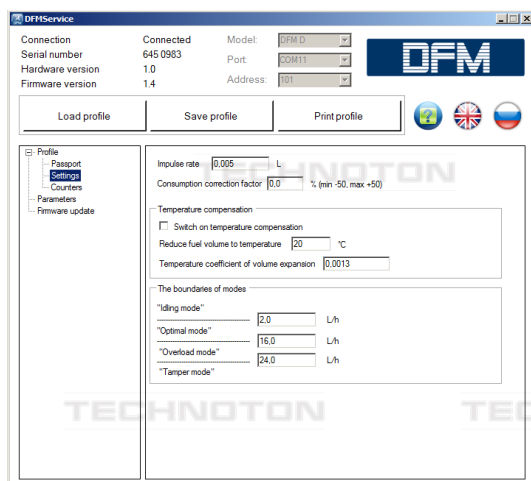 DFMService
Connection Connected Model: DFM D
Serial number 645 0983 Port: COM11
Hardware version 1.0
Firmware version 1.4 Address: 101
DFM
Load profile Save profile Print profile
Profile
Passport
Settings
Counters
Parameters
Firmware update
Impulse rate 0,005 L
TECHNOTON
Consumption correction factor 0,0 % (min -50, max +50)
Temperature compensation
Switch on temperature compensation
Reduce fuel volume to temperature 20 °C
Temperature coefficient of volume expansion 0,0013
The boundaries of modes
"Idling mode"
2,0 L/h
"Optimal mode"
16,0 L/h
"Overload mode"
24,0 L/h
"Tamper mode"
TECHNOTON TEC